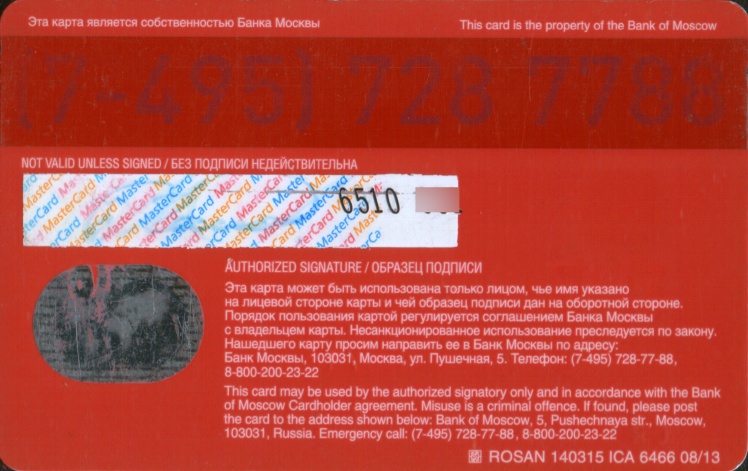 Эта карта является собственностью Банка Москвы
This card is the property of the Bank of Moscow
(7-495) 728 7788
NOT VALID UNLESS SIGNED / БЕЗ ПОДПИСИ НЕДЕЙСТВИТЕЛЬНА
MasterCard MasterCard MasterCard MasterCard MasterCard
6510
AUTHORIZED SIGNATURE / ОБРАЗЕЦ ПОДПИСИ
Эта карта может быть использована только лицом, чье имя указано
на лицевой стороне карты и чей образец подписи дан на оборотной стороне.
Порядок пользования картой регулируется соглашением Банка Москвы
с владельцем карты. Несанкционированное использование преследуется по закону.
Нашедшего карту просим направить ее в Банк Москвы по адресу:
Банк Москвы, 103031, Москва, ул. Пушечная, 5. Телефон: (7-495) 728-77-88,
8-800-200-23-22
This card may be used by the authorized signatory only and in accordance with the Bank
of Moscow Cardholder agreement. Misuse is a criminal offence. If found, please post
the card to the address shown below: Bank of Moscow, 5, Pushechnaya str., Moscow,
103031, Russia. Emergency call: (7-495) 728-77-88, 8-800-200-23-22
ROSAN 140315 ICA 6466 08/13